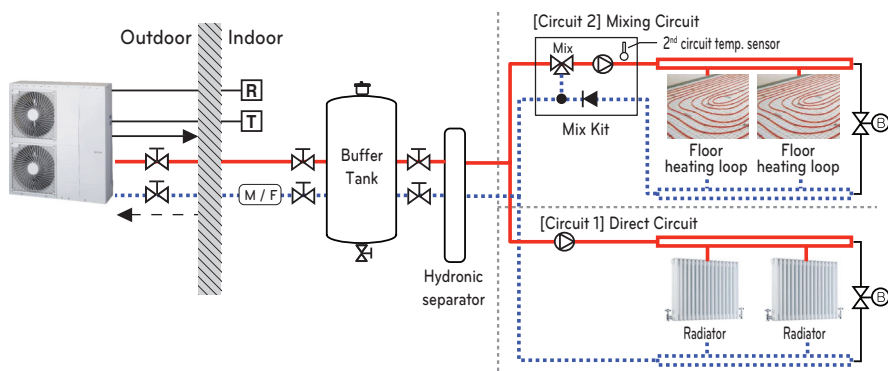 [Circuit 2] Mixing Circuit
Outdoor
Indoor
Mix
2nd circuit temp. sensor
R
T
Mix Kit
B
Floor
heating loop
Floor
heating loop
Buffer
Tank
M / F
[Circuit 1] Direct Circuit
Hydronic
separator
B
Radiator
Radiator